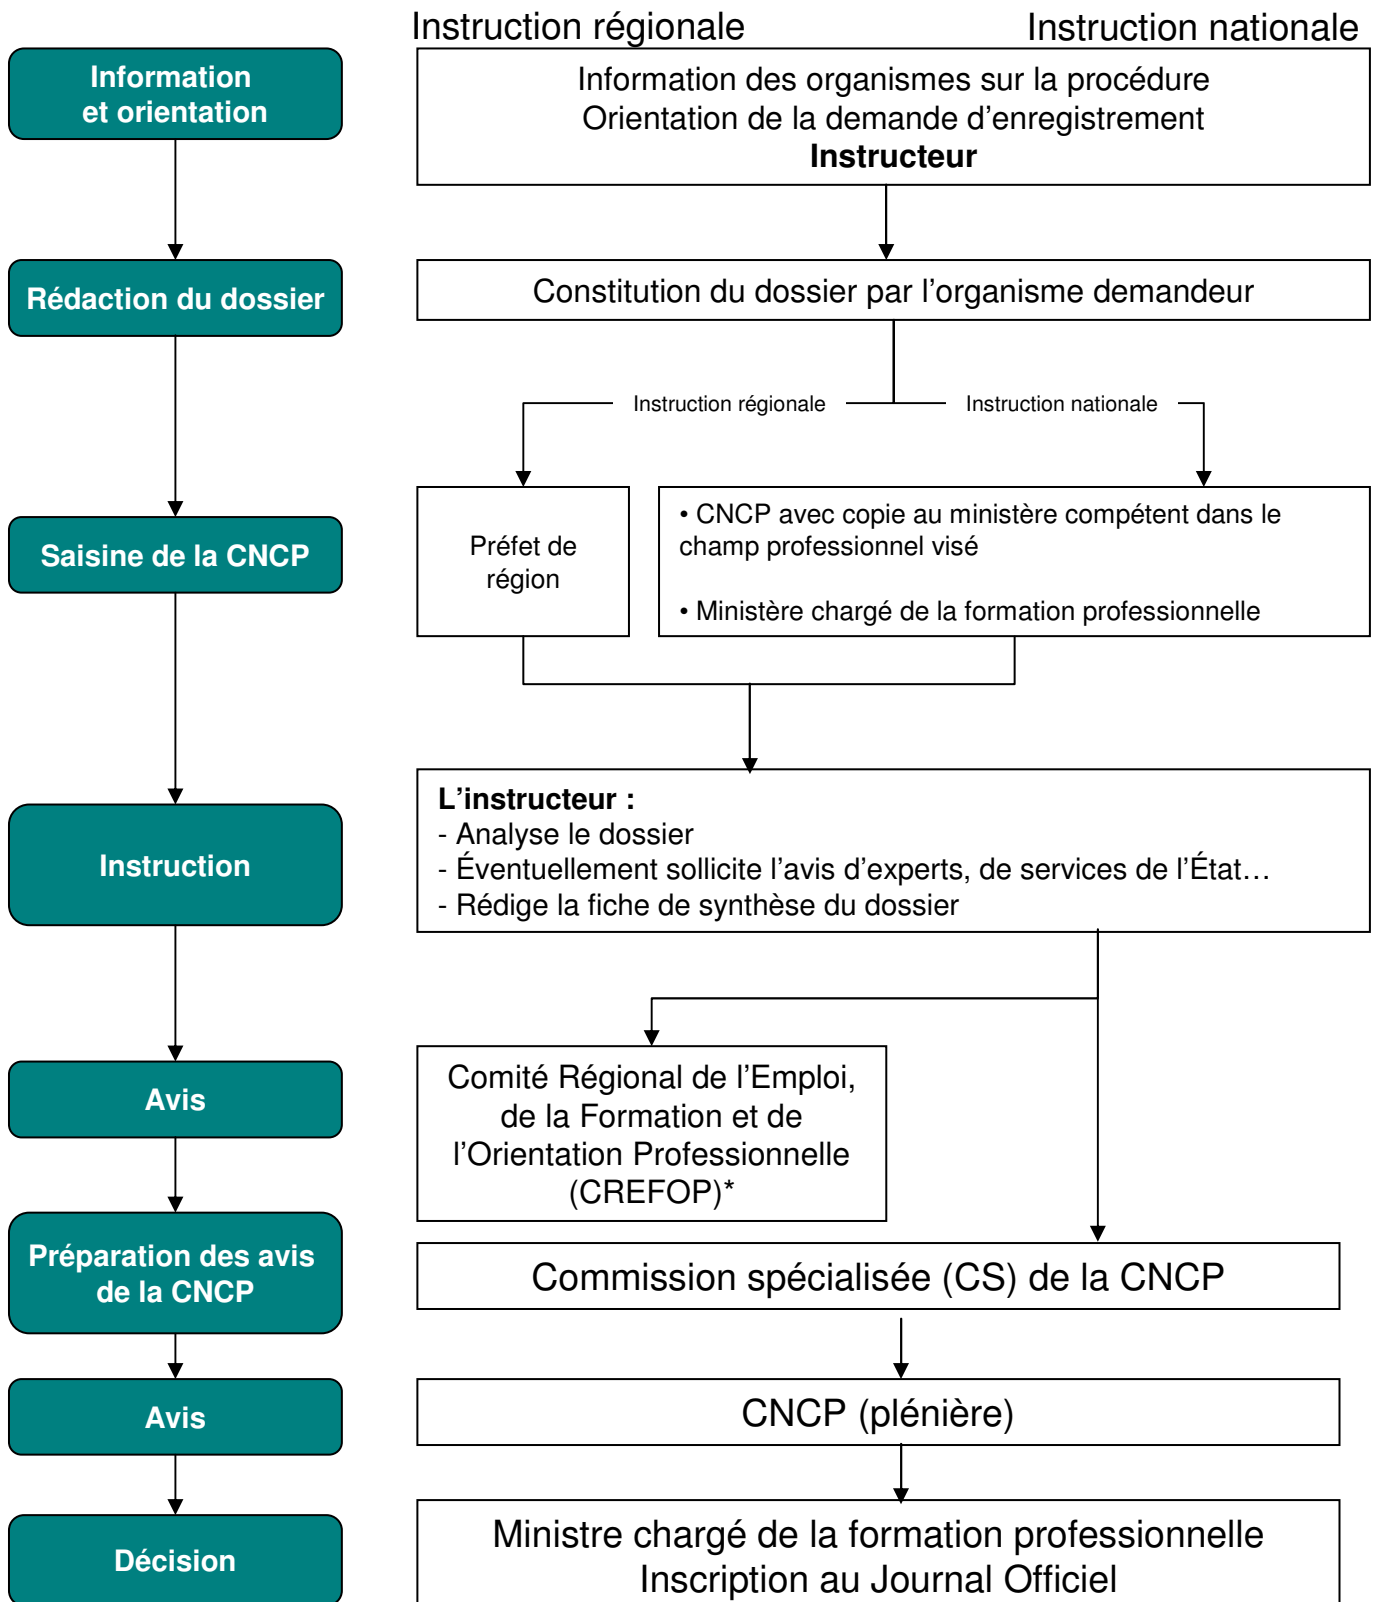 Instruction régionale
Instruction nationale
Information
et orientation
Information des organismes sur la procédure
Orientation de la demande d’enregistrement
Instructeur
Rédaction du dossier
Constitution du dossier par l’organisme demandeur
Instruction régionale
Instruction nationale
Saisine de la CNCP
Préfet de
région
• CNCP avec copie au ministère compétent dans le
champ professionnel visé
• Ministère chargé de la formation professionnelle
Instruction
L’instructeur :
- Analyse le dossier
- Éventuellement sollicite l’avis d’experts, de services de l’État…
- Rédige la fiche de synthèse du dossier
Avis
Comité Régional de l’Emploi,
de la Formation et de
l’Orientation Professionnelle
(CREFOP)*
Préparation des avis
de la CNCP
Commission spécialisée (CS) de la CNCP
Avis
CNCP (plénière)
Décision
Ministre chargé de la formation professionnelle
Inscription au Journal Officiel